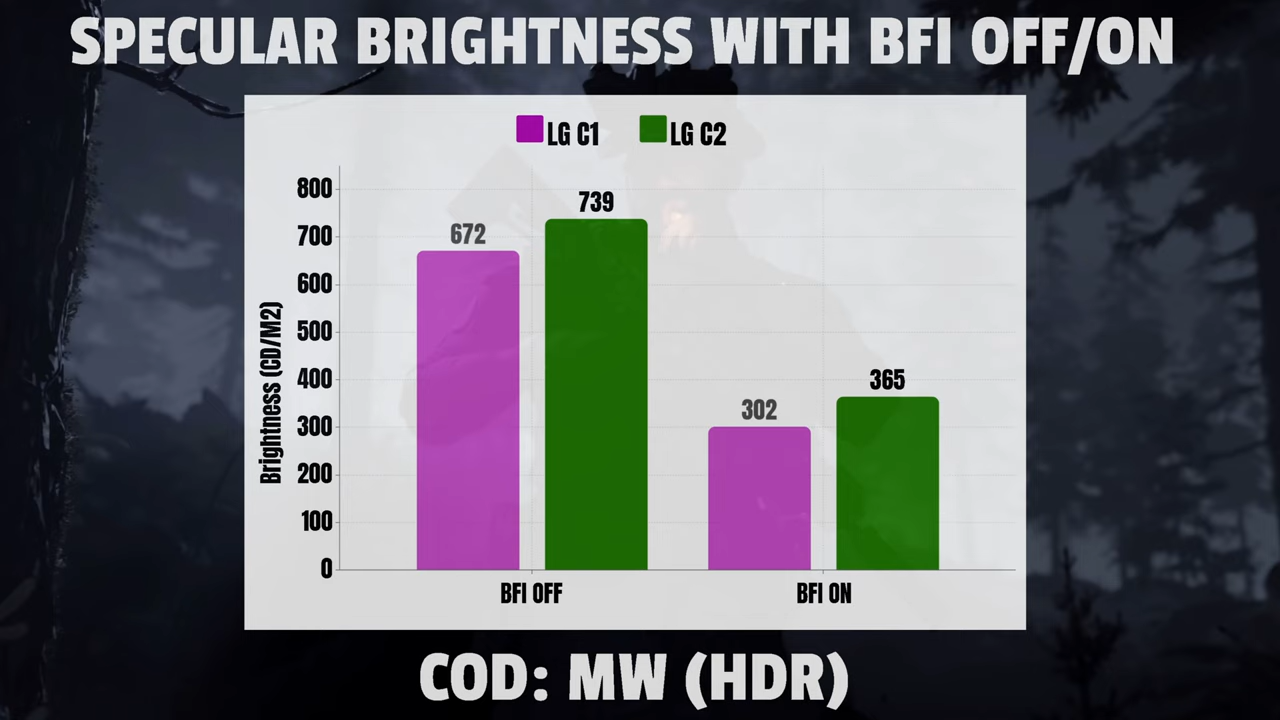 SPECULAR BRIGHTNESS WITH BFI OFF/ON
LG C1 LG C2
800
700
600
500
400
300
200
100
0
Brightness (CD/M2)
672
739
302
365
BFI OFF BFI ON
COD: MW (HDR)